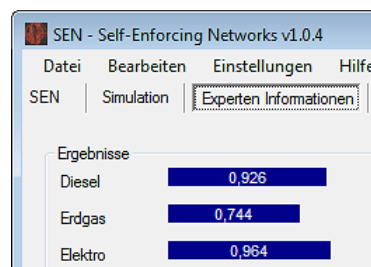 SEN - Self-Enforcing Networks v1.0.4
Datei Bearbeiten Einstellungen Hilfe
SEN Simulation Experten Informationen
Ergebnisse
Diesel 0,926
Erdgas 0,744
Elektro 0,964